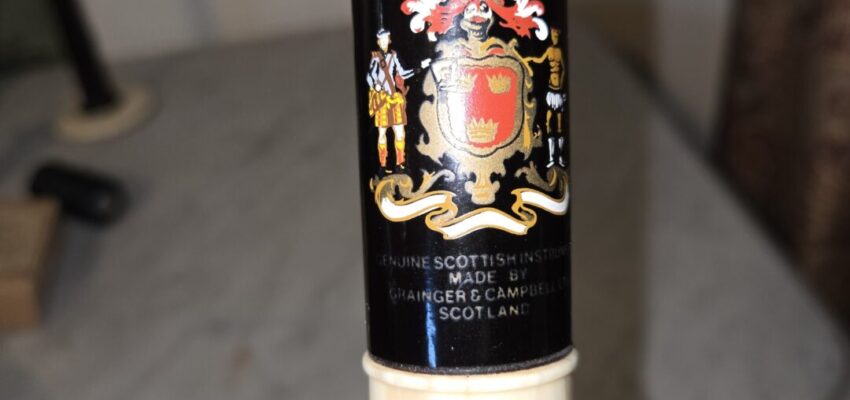 GENUINE SCOTTISH
MADE BY
GRAINGER & CAMPBELL
SCOTLAND